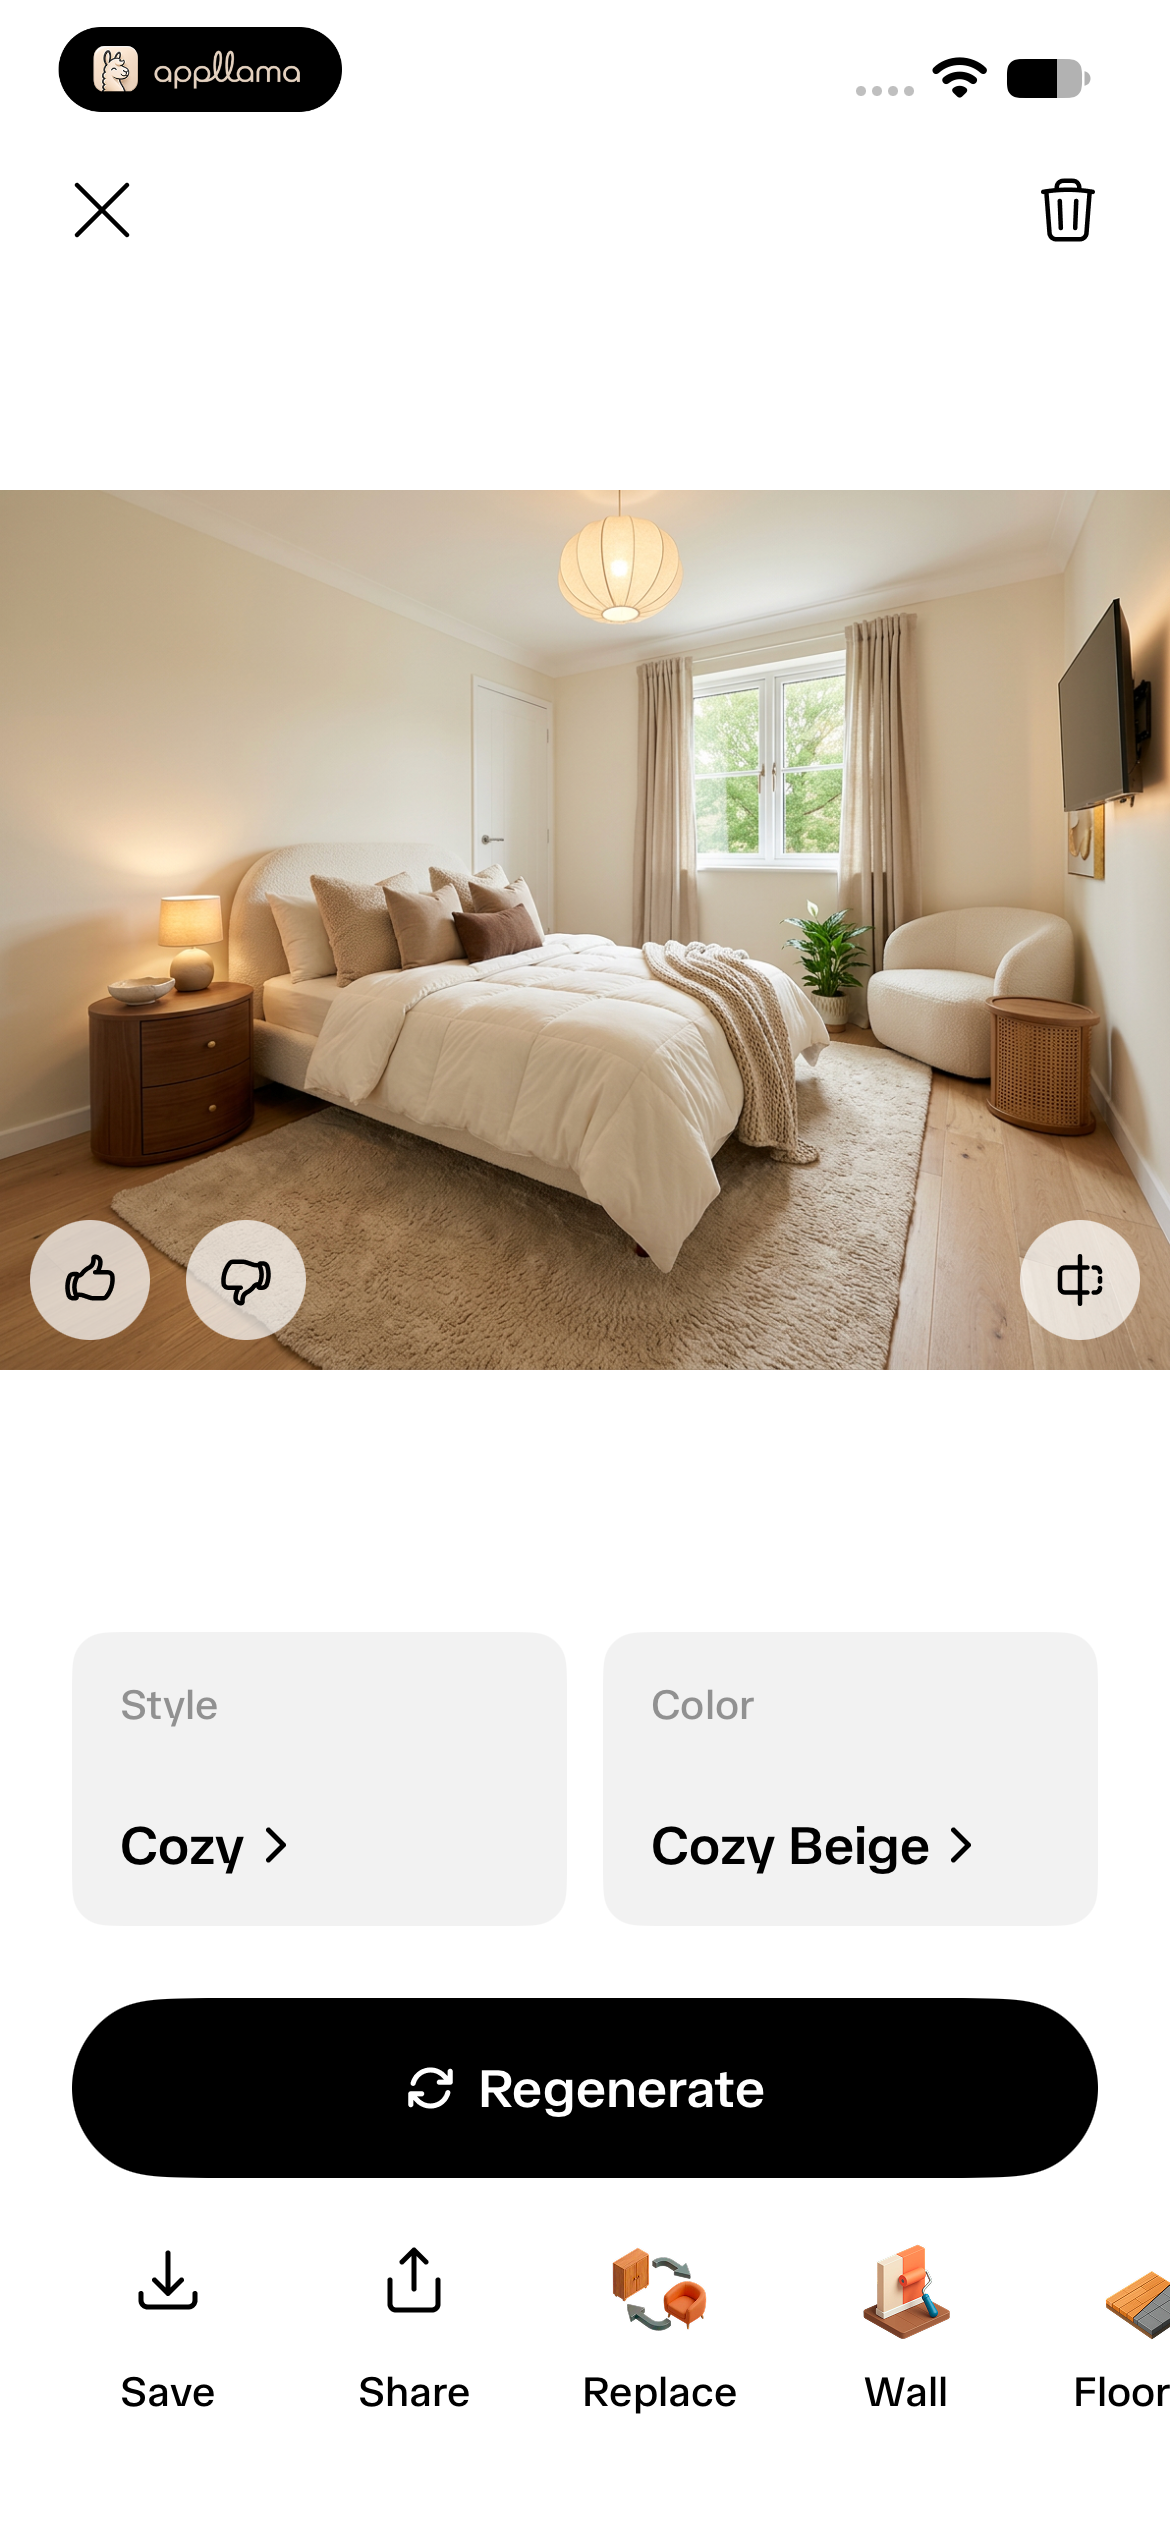 appllama
Style
Color
Cozy
Cozy Beige
Regenerate
Save
Share
Replace
Wall
Floor